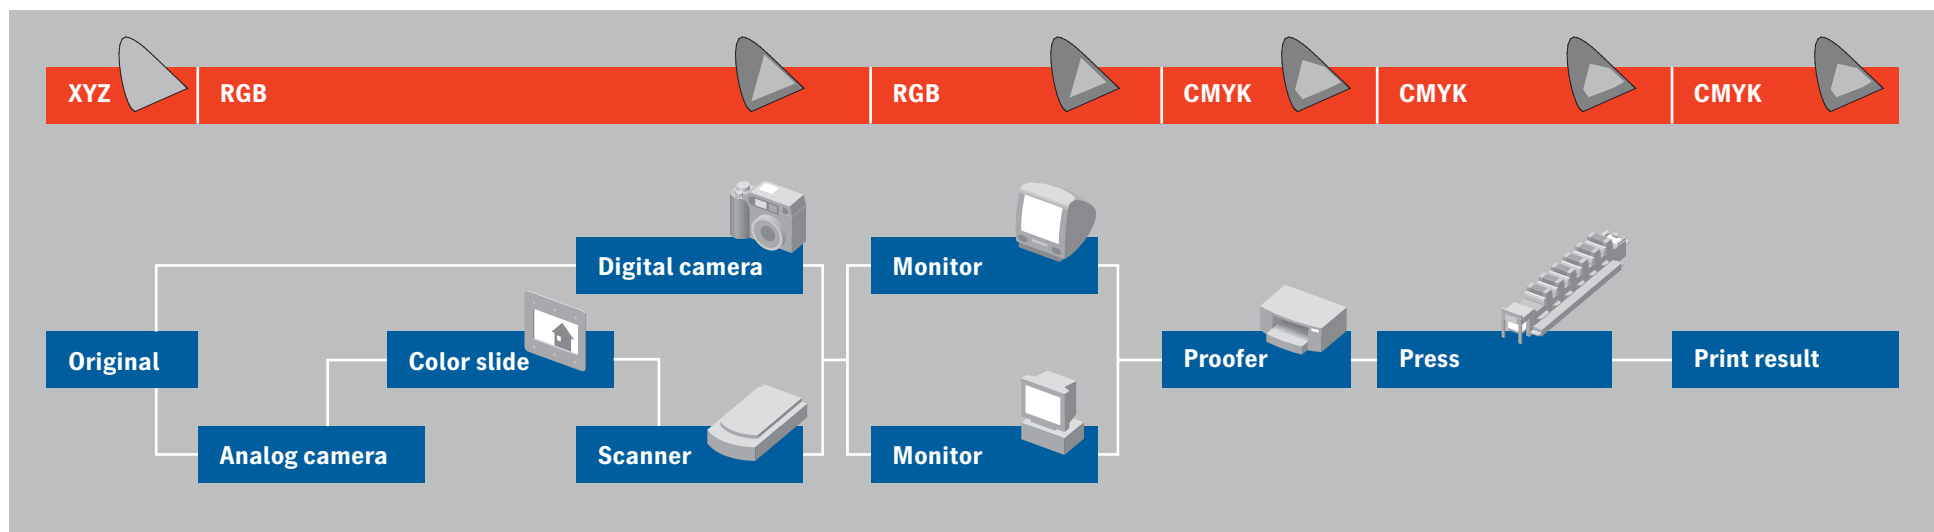 XYZ
RGB
RGB
CMYK
CMYK
CMYK
Digital camera
Monitor
Original
Color slide
Proofer
Press
Print result
Analog camera
Scanner
Monitor